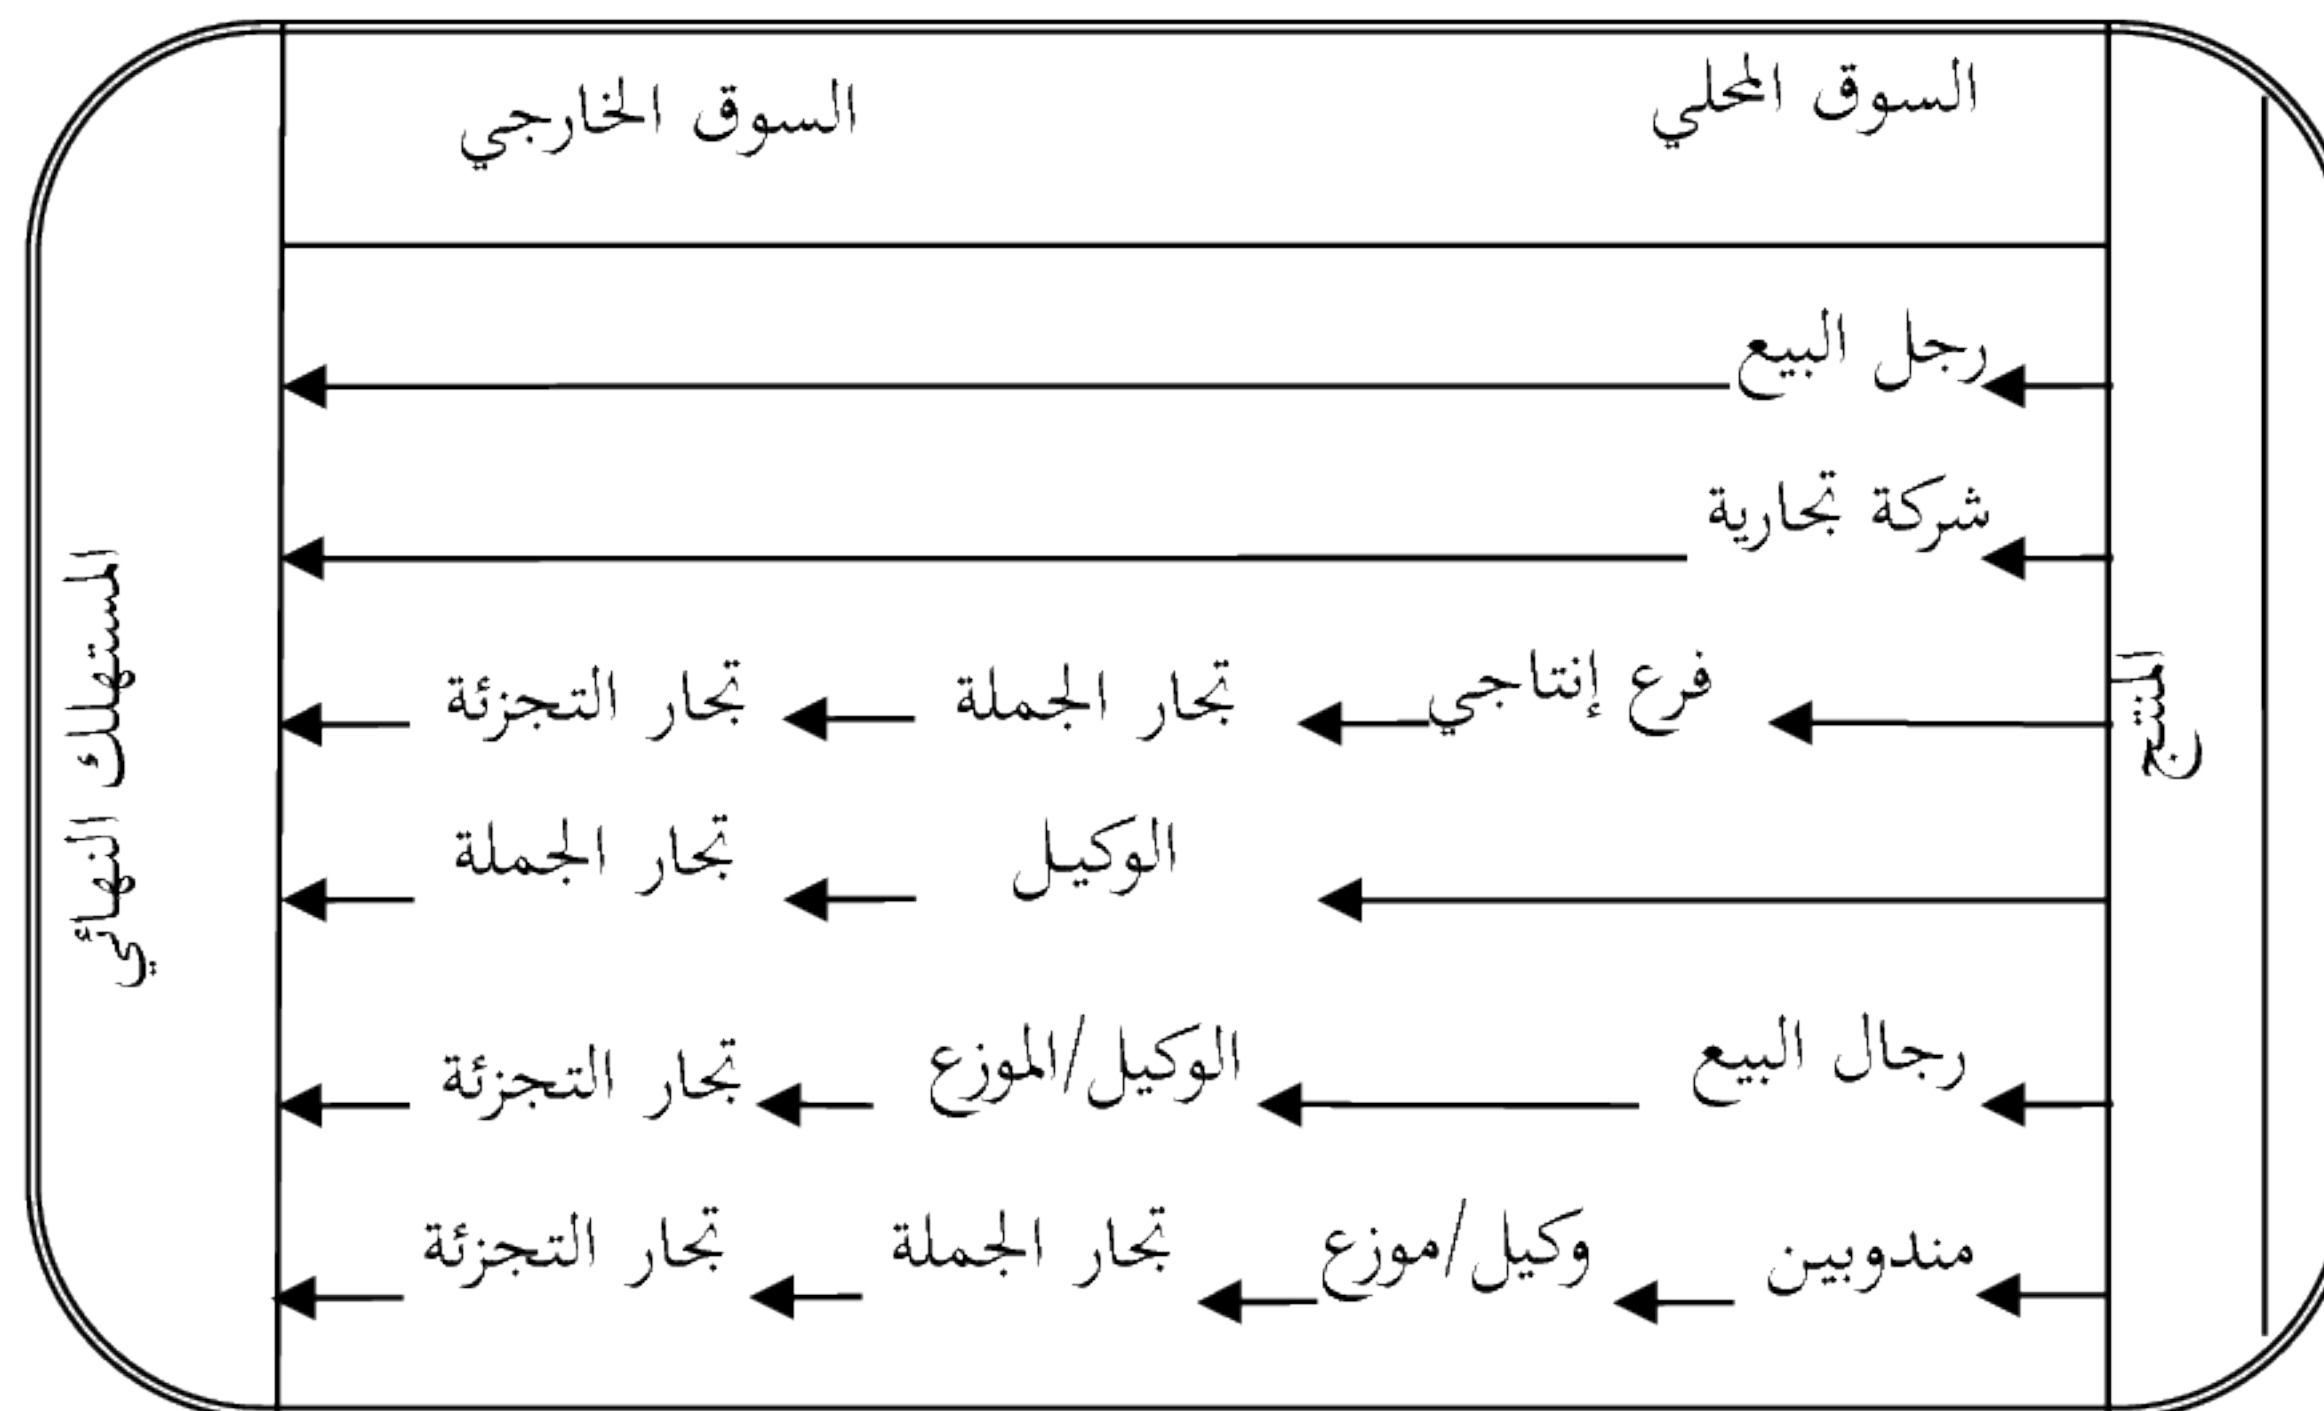 السوق المحلي السوق الخارجي
رجل البيع
شركة تجارية
فرع إنتاجي تجار الجملة تجار التجزئة
الوكيل تجار الجملة
رجال البيع الوكيل/الموزع تجار التجزئة
مندوبين وكيل/موزع تجار الجملة تجار التجزئة
المنتج
المستهلك النهائي